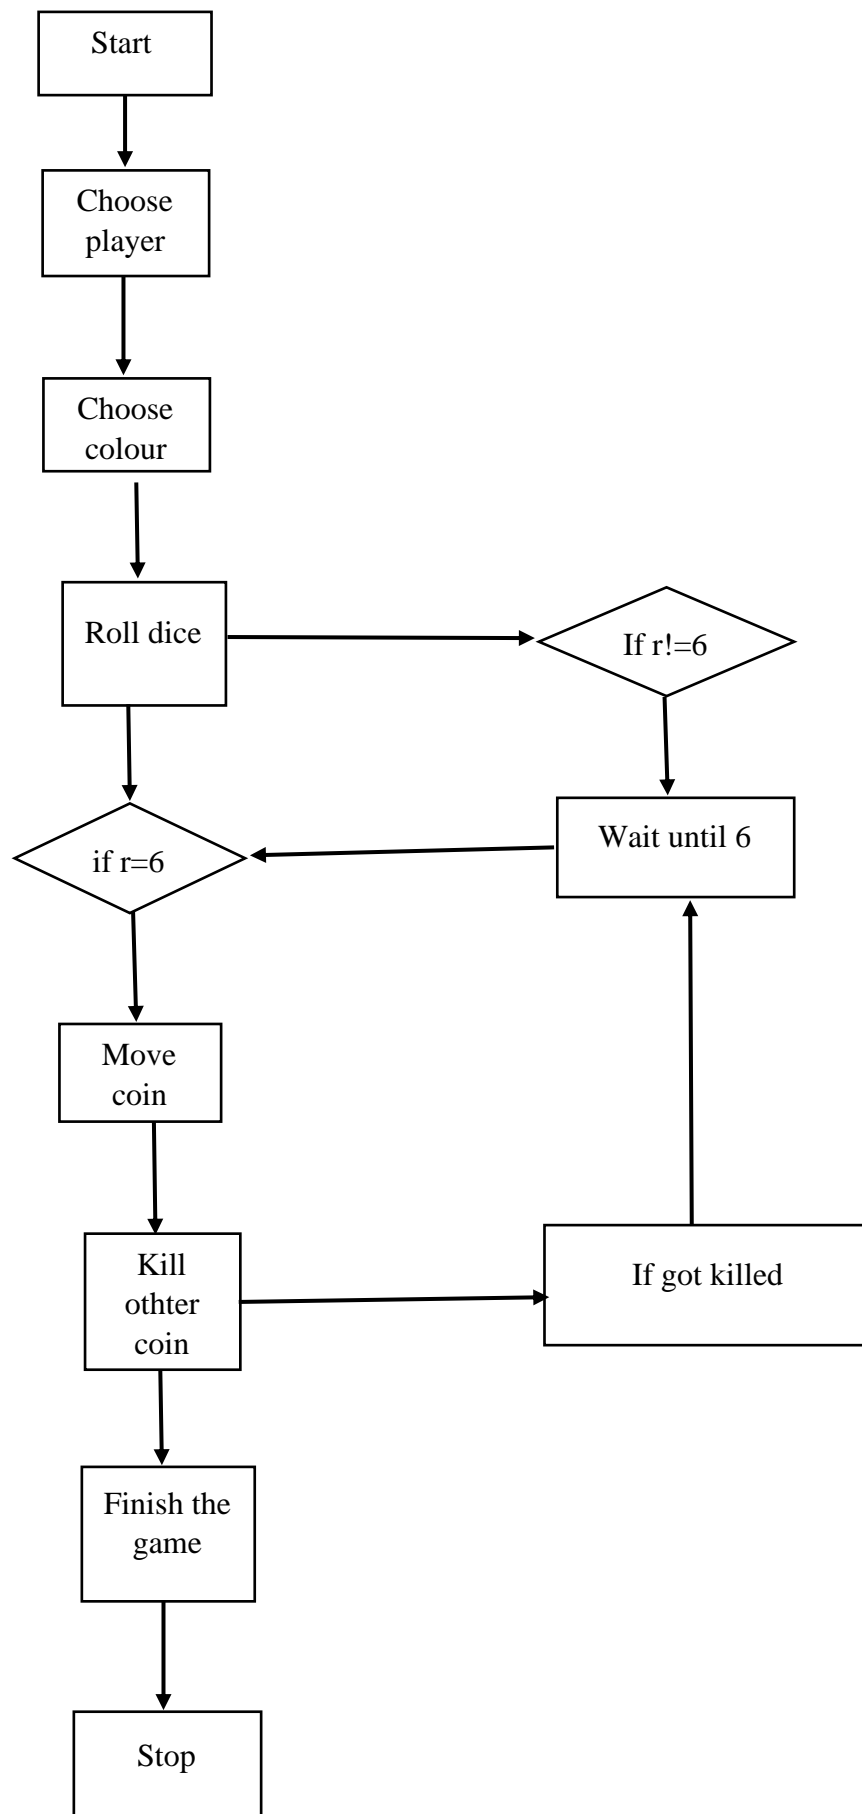 Start
Choose
player
Choose
colour
Roll dice
If r!=6
if r=6
Wait until 6
Move
coin
Kill
othter
coin
If got killed
Finish the
game
Stop